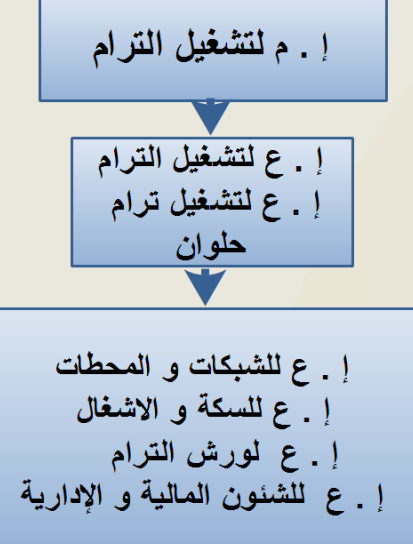 إ . م لتشغيل الترام
إ . ع لتشغيل الترام
إ . ع لتشغيل ترام
حلوان
إ . ع للشبكات و المحطات
إ . ع للسكة و الاشغال
إ . ع لورش الترام
إ . ع للشئون المالية و الإدارية